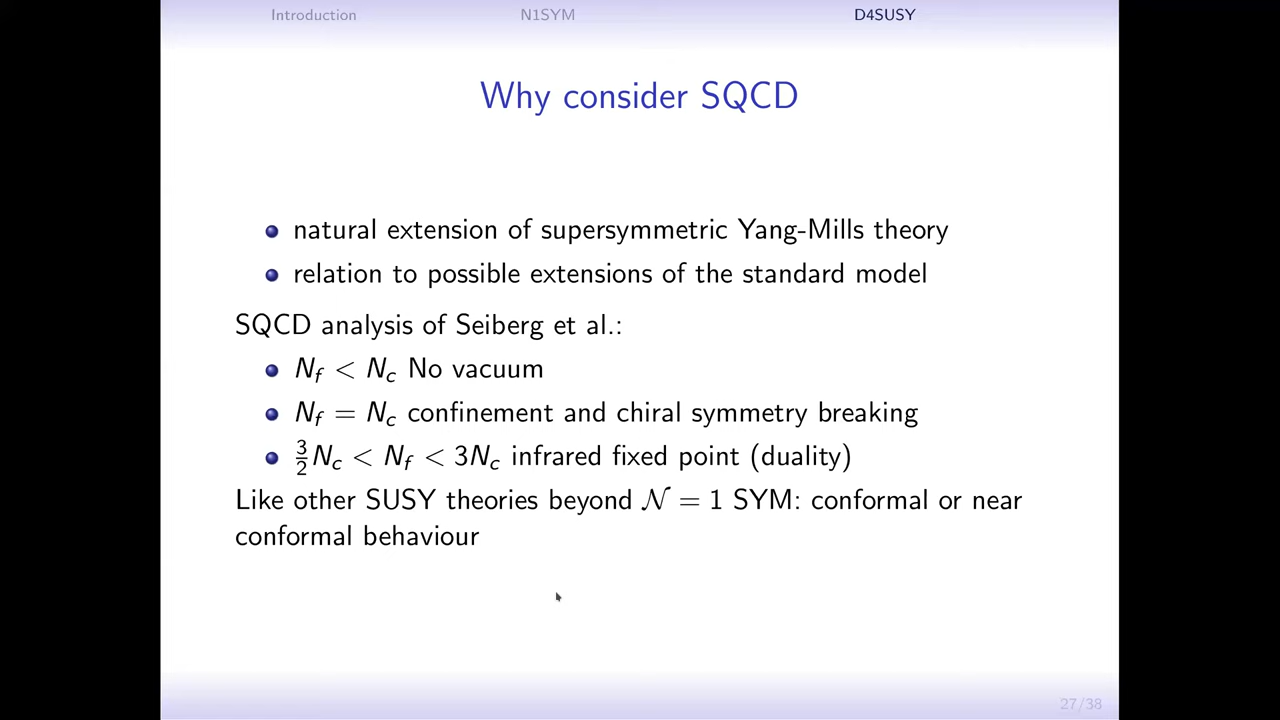 Introduction N1SYM D4SUSY
Why consider SQCD
natural extension of supersymmetric Yang-Mills theory
relation to possible extensions of the standard model
SQCD analysis of Seiberg et al.:
N_f < N_c No vacuum
N_f = N_c confinement and chiral symmetry breaking
3/2 N_c < N_f < 3N_c infrared fixed point (duality)
Like other SUSY theories beyond 𝒩 = 1 SYM: conformal or near
conformal behaviour
27/38